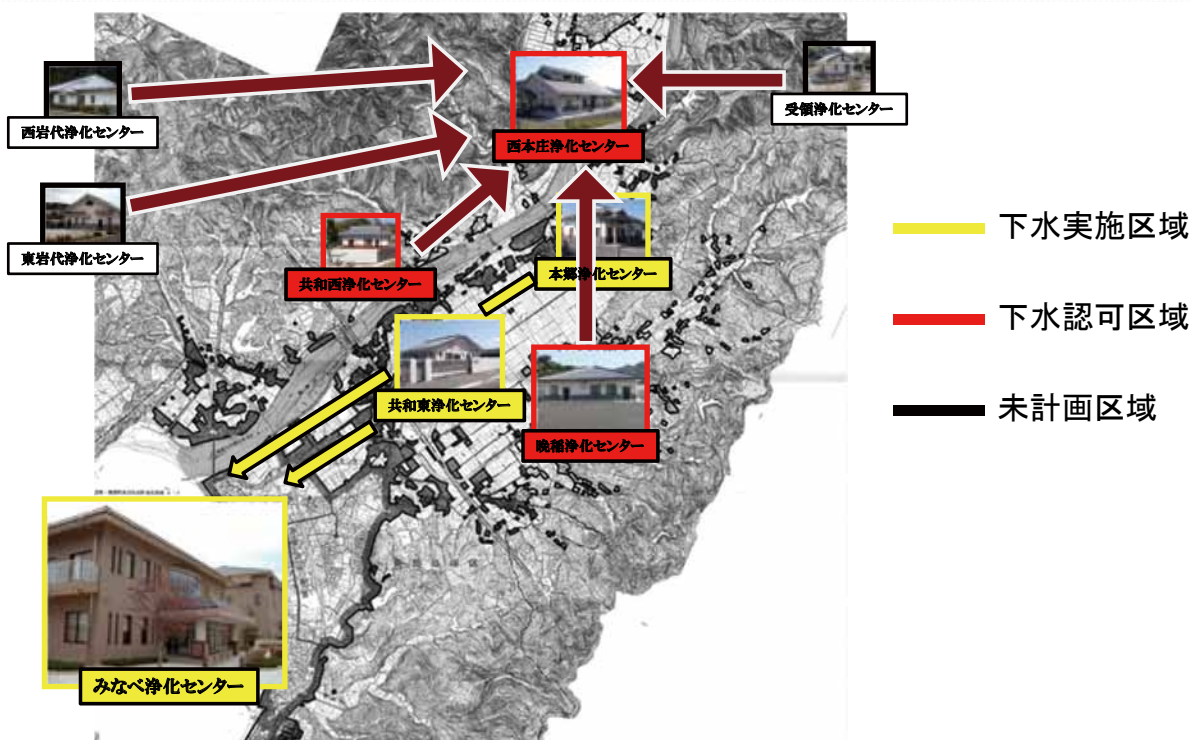 西岩代浄化センター
西本庄浄化センター
受領浄化センター
東岩代浄化センター
共和西浄化センター
本郷浄化センター
共和東浄化センター
晩稲浄化センター
みなべ浄化センター
下水実施区域
下水認可区域
未計画区域